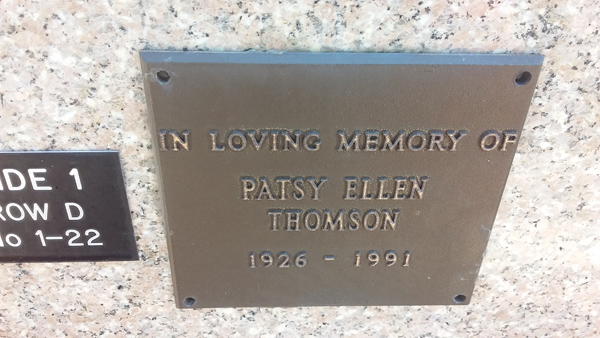 IN LOVING MEMORY OF
PATSY ELLEN
THOMSON
1926 - 1991
IDE 1
ROW D
No 1-22